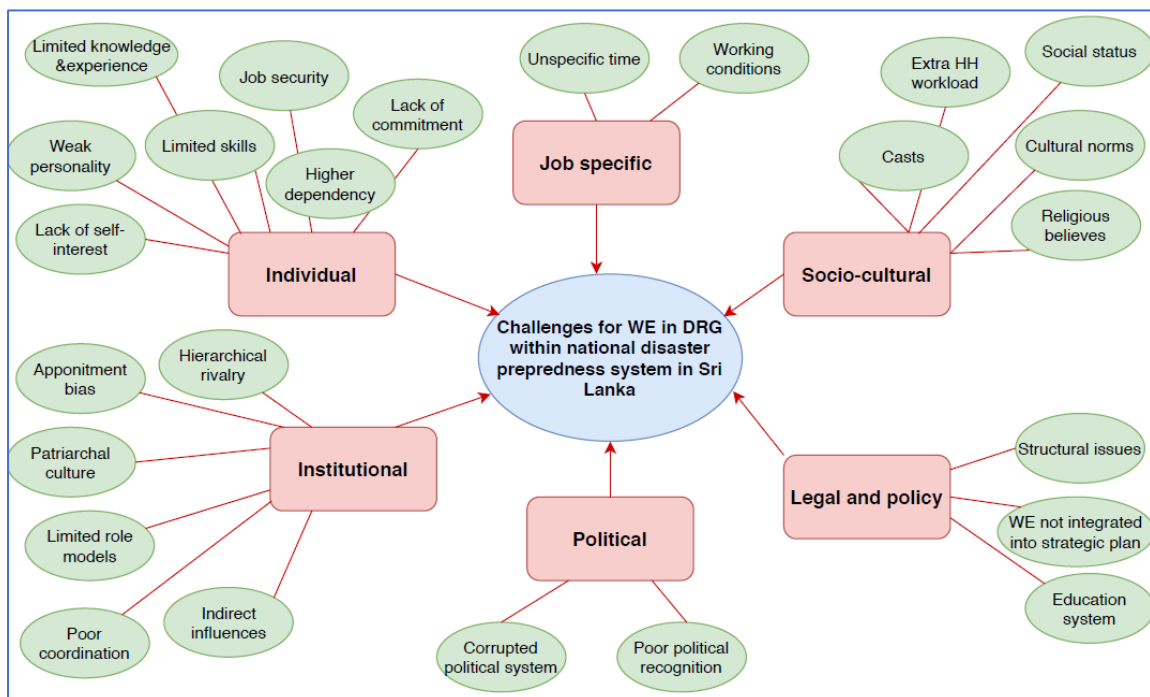 Limited knowledge
&experience
Job security
Lack of
commitment
Weak
personality
Limited skills
Higher
dependency
Lack of self-
interest
Individual
Unspecific time
Working
conditions
Job specific
Extra HH
workload
Social status
Casts
Cultural norms
Religious
believes
Socio-cultural
Challenges for WE in DRG
within national disaster
prepredness system in Sri
Lanka
Hierarchical
rivalry
Apponitment
bias
Patriarchal
culture
Institutional
Limited role
models
Poor
coordination
Indirect
influences
Political
Corrupted
political system
Poor political
recognition
Legal and policy
Structural issues
WE not integrated
into strategic plan
Education
system